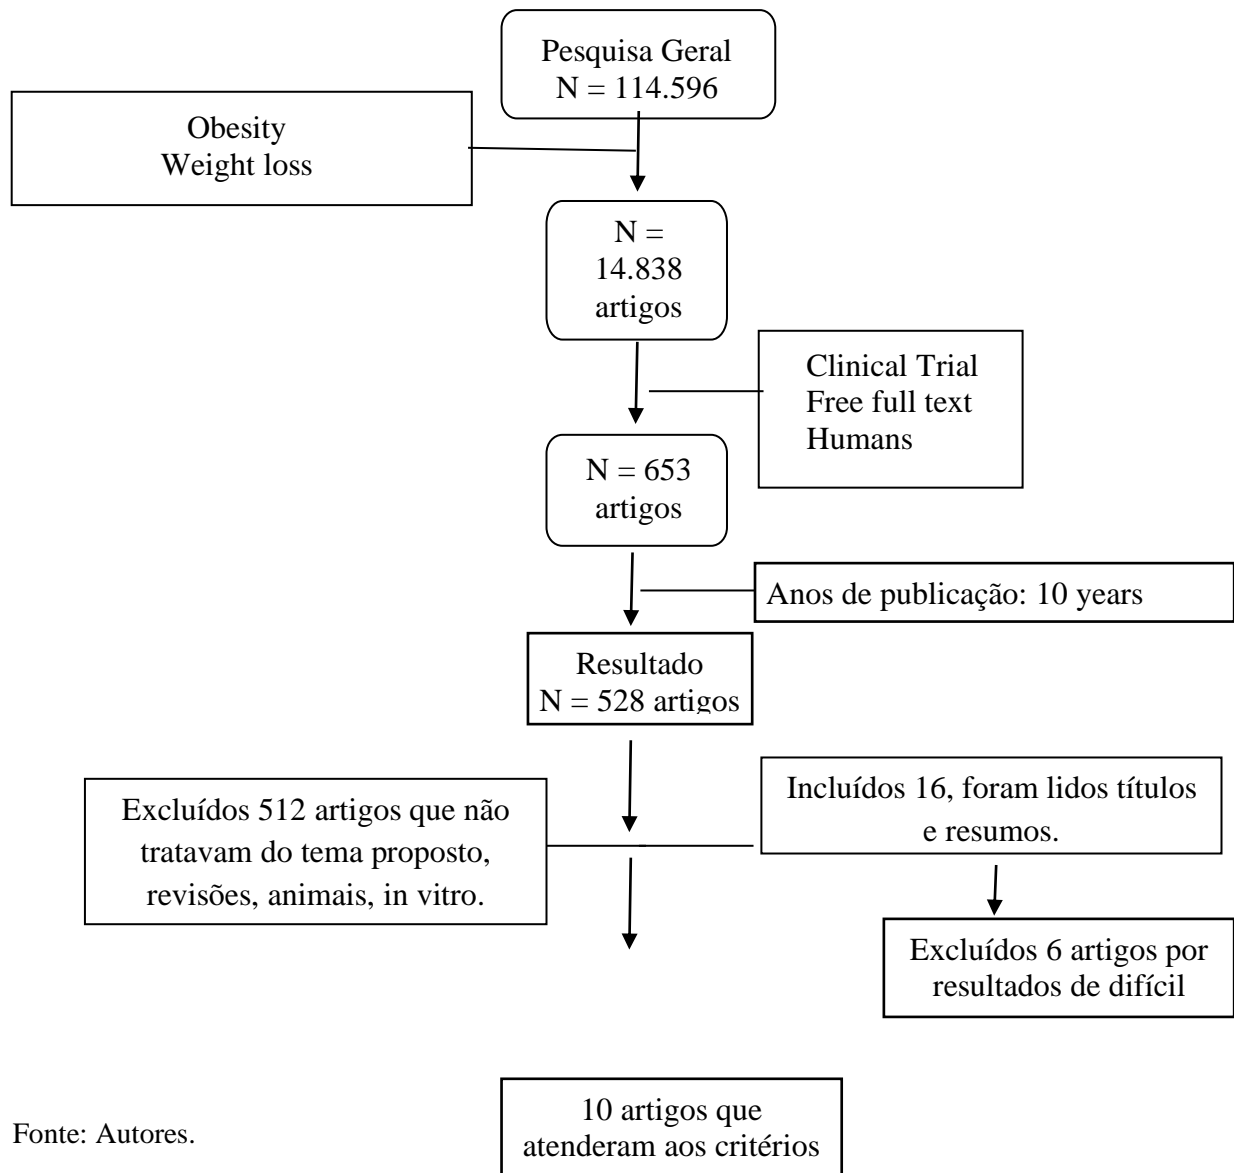 Pesquisa Geral
N = 114.596
Obesity
Weight loss
N =
14.838
artigos
Clinical Trial
Free full text
Humans
N = 653
artigos
Anos de publicação: 10 years
Resultado
N = 528 artigos
Excluídos 512 artigos que não
tratavam do tema proposto,
revisões, animais, in vitro.
Incluídos 16, foram lidos títulos
e resumos.
Excluídos 6 artigos por
resultados de difícil
10 artigos que
atenderam aos critérios
Fonte: Autores.